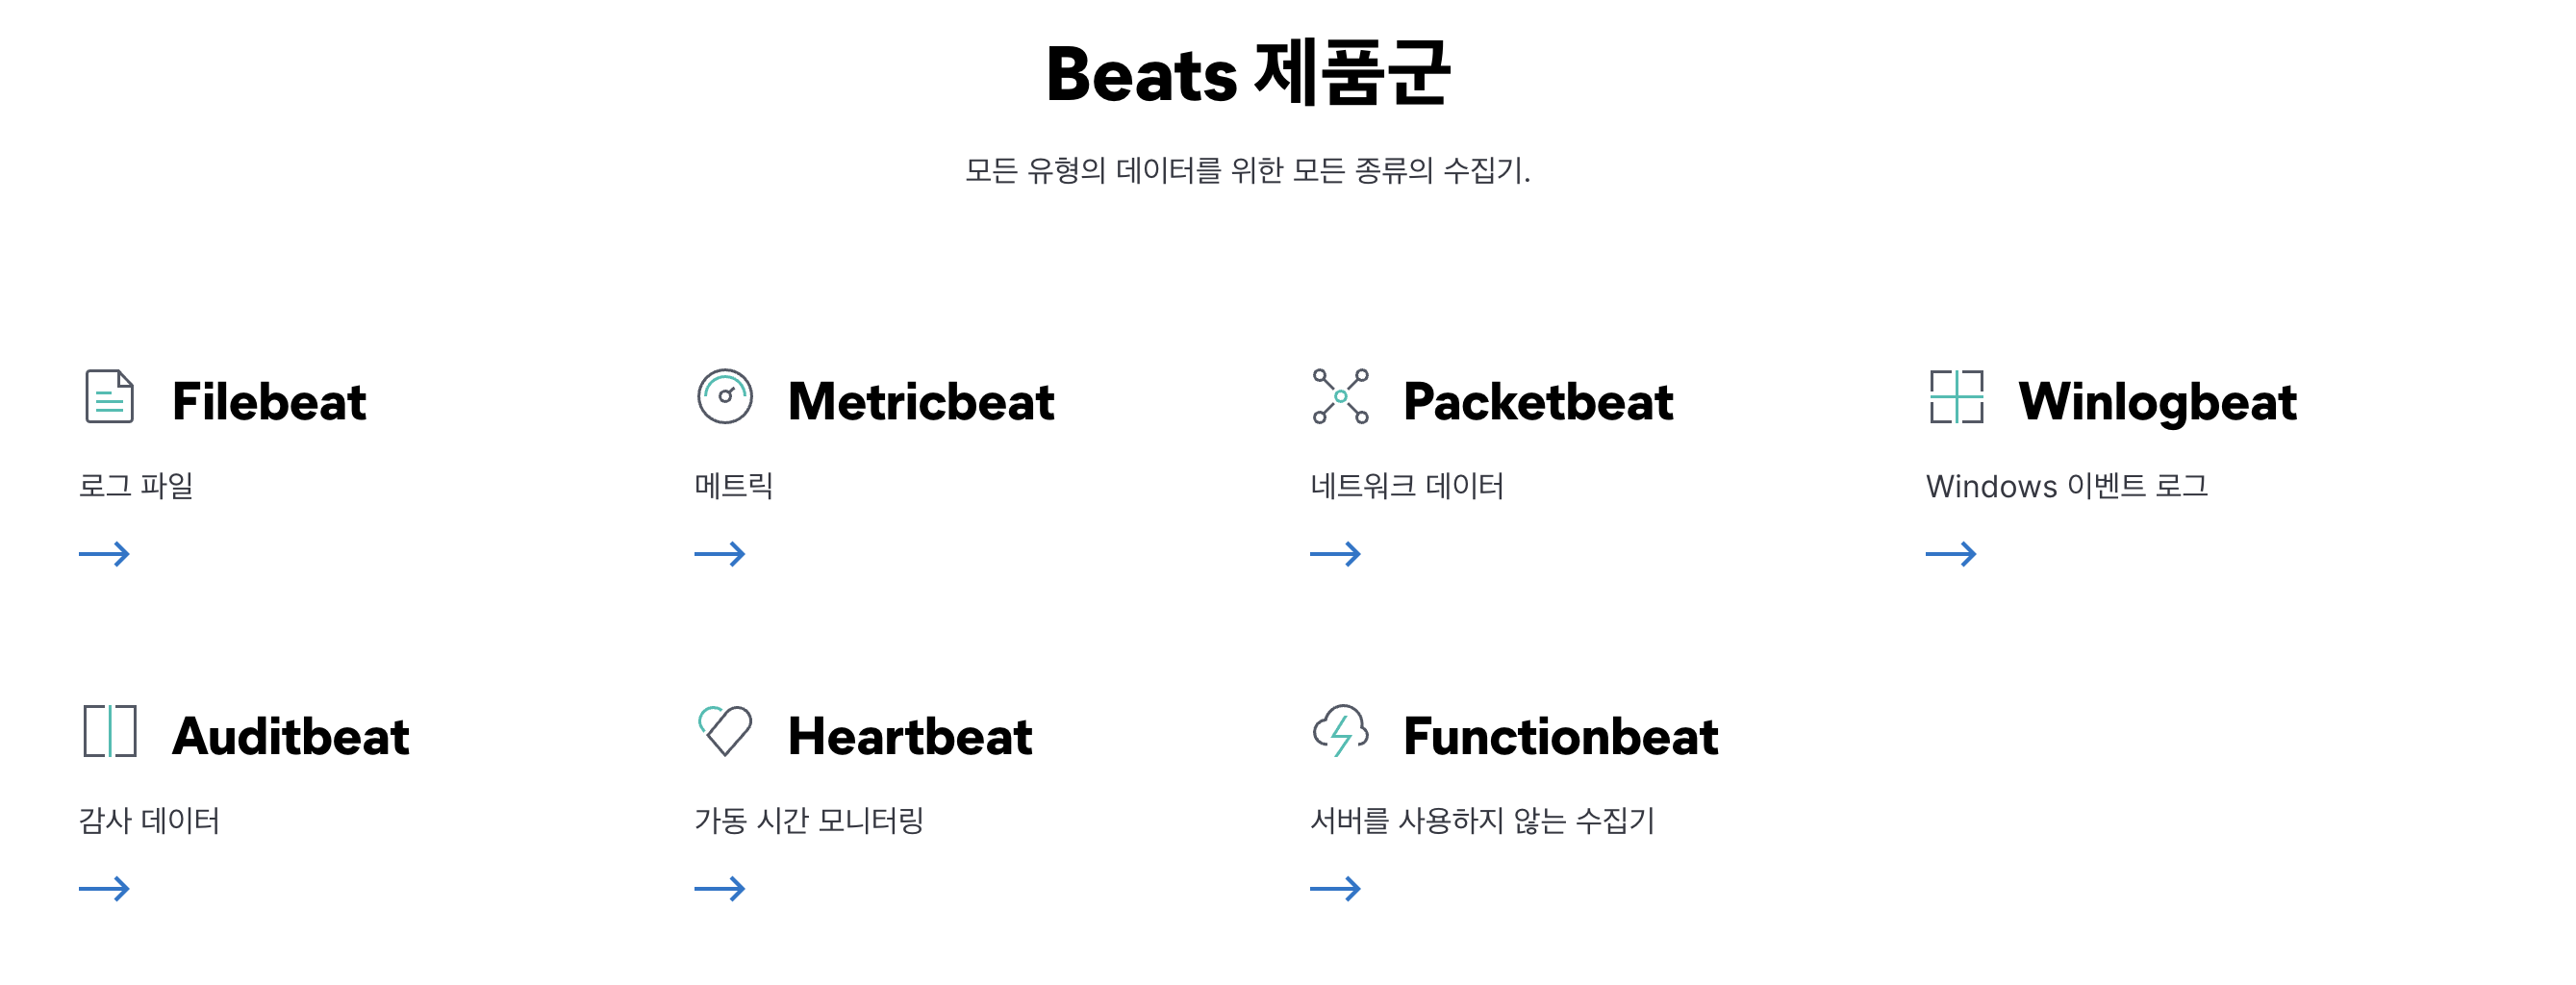 Beats 제품군
모든 유형의 데이터를 위한 모든 종류의 수집기.
Filebeat
로그 파일
Metricbeat
메트릭
Packetbeat
네트워크 데이터
Winlogbeat
Windows 이벤트 로그
Auditbeat
감사 데이터
Heartbeat
가동 시간 모니터링
Functionbeat
서버를 사용하지 않는 수집기